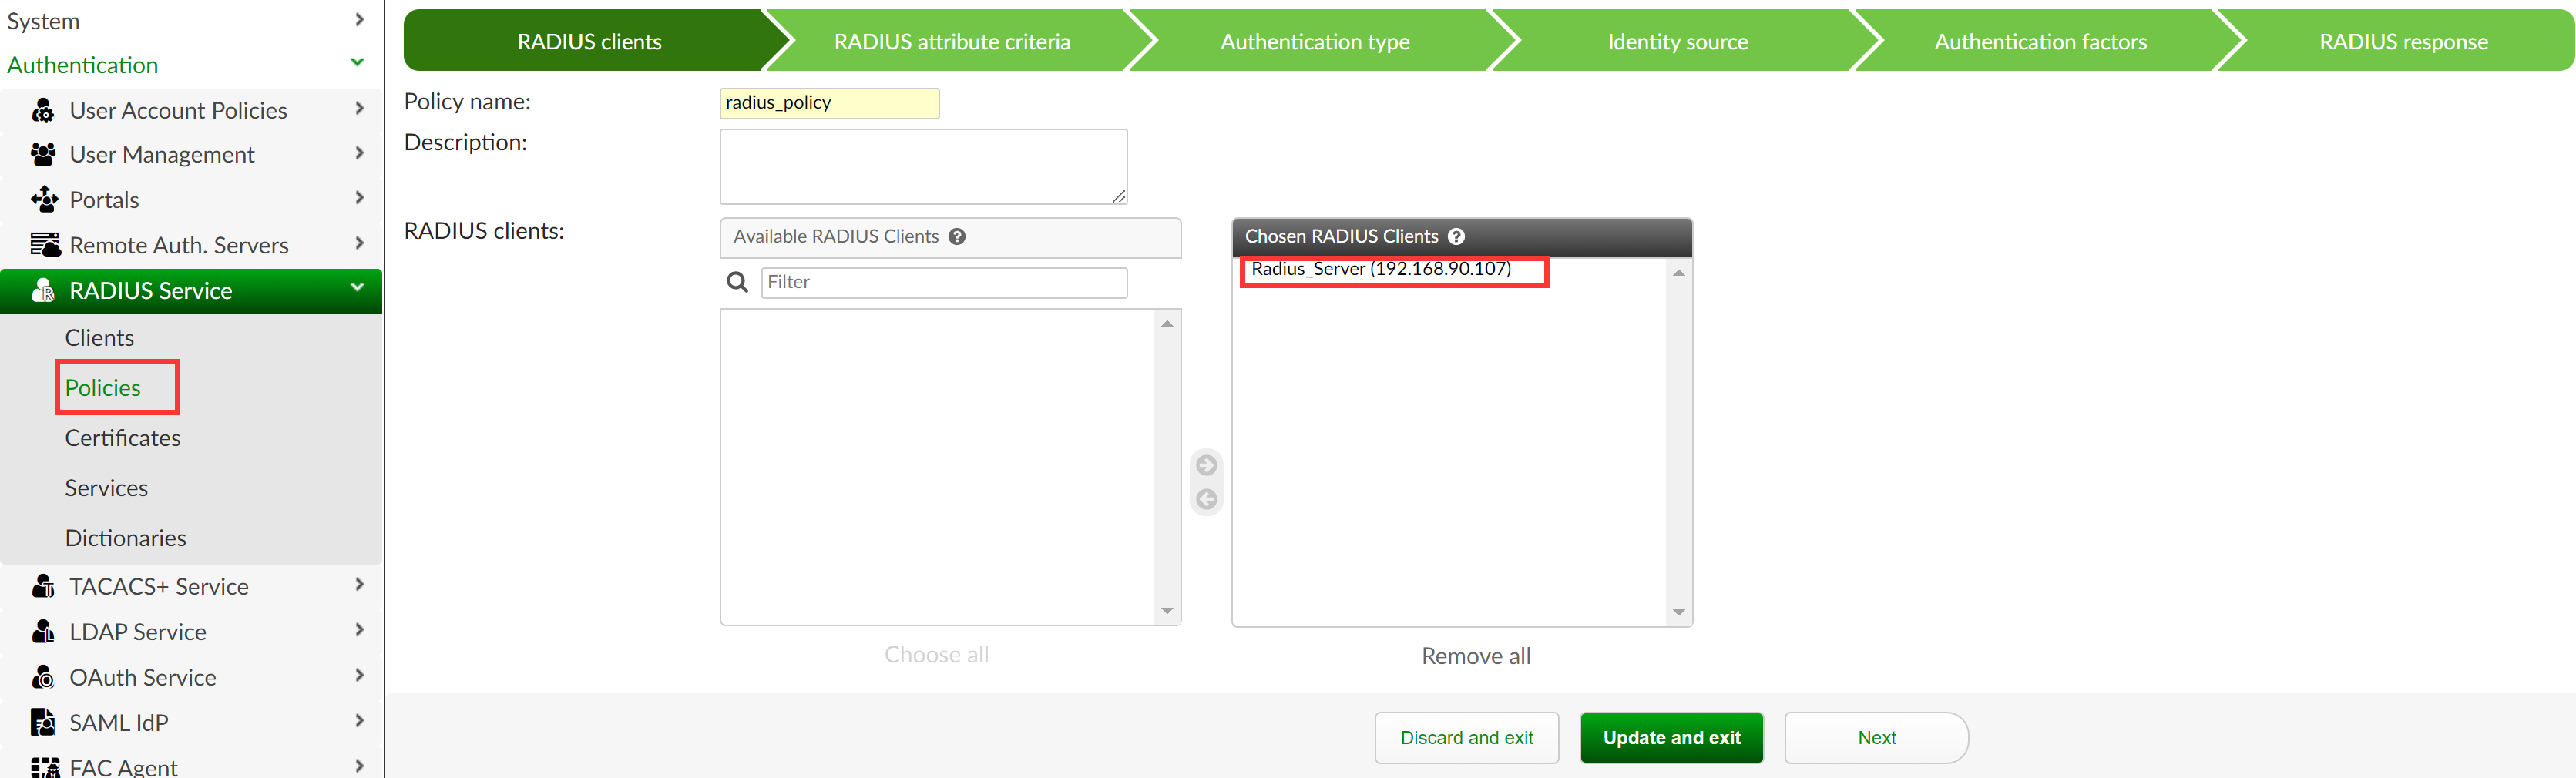 System
Authentication
User Account Policies
User Management
Portals
Remote Auth. Servers
RADIUS Service
Clients
Policies
Certificates
Services
Dictionaries
TACACS+ Service
LDAP Service
OAuth Service
SAML IdP
FAC Agent
RADIUS clients
RADIUS attribute criteria
Authentication type
Identity source
Authentication factors
RADIUS response
Policy name:
radius_policy
Description:
RADIUS clients:
Available RADIUS Clients ?
Filter
Choose all
Chosen RADIUS Clients ?
Radius_Server (192.168.90.107)
Remove all
Discard and exit
Update and exit
Next